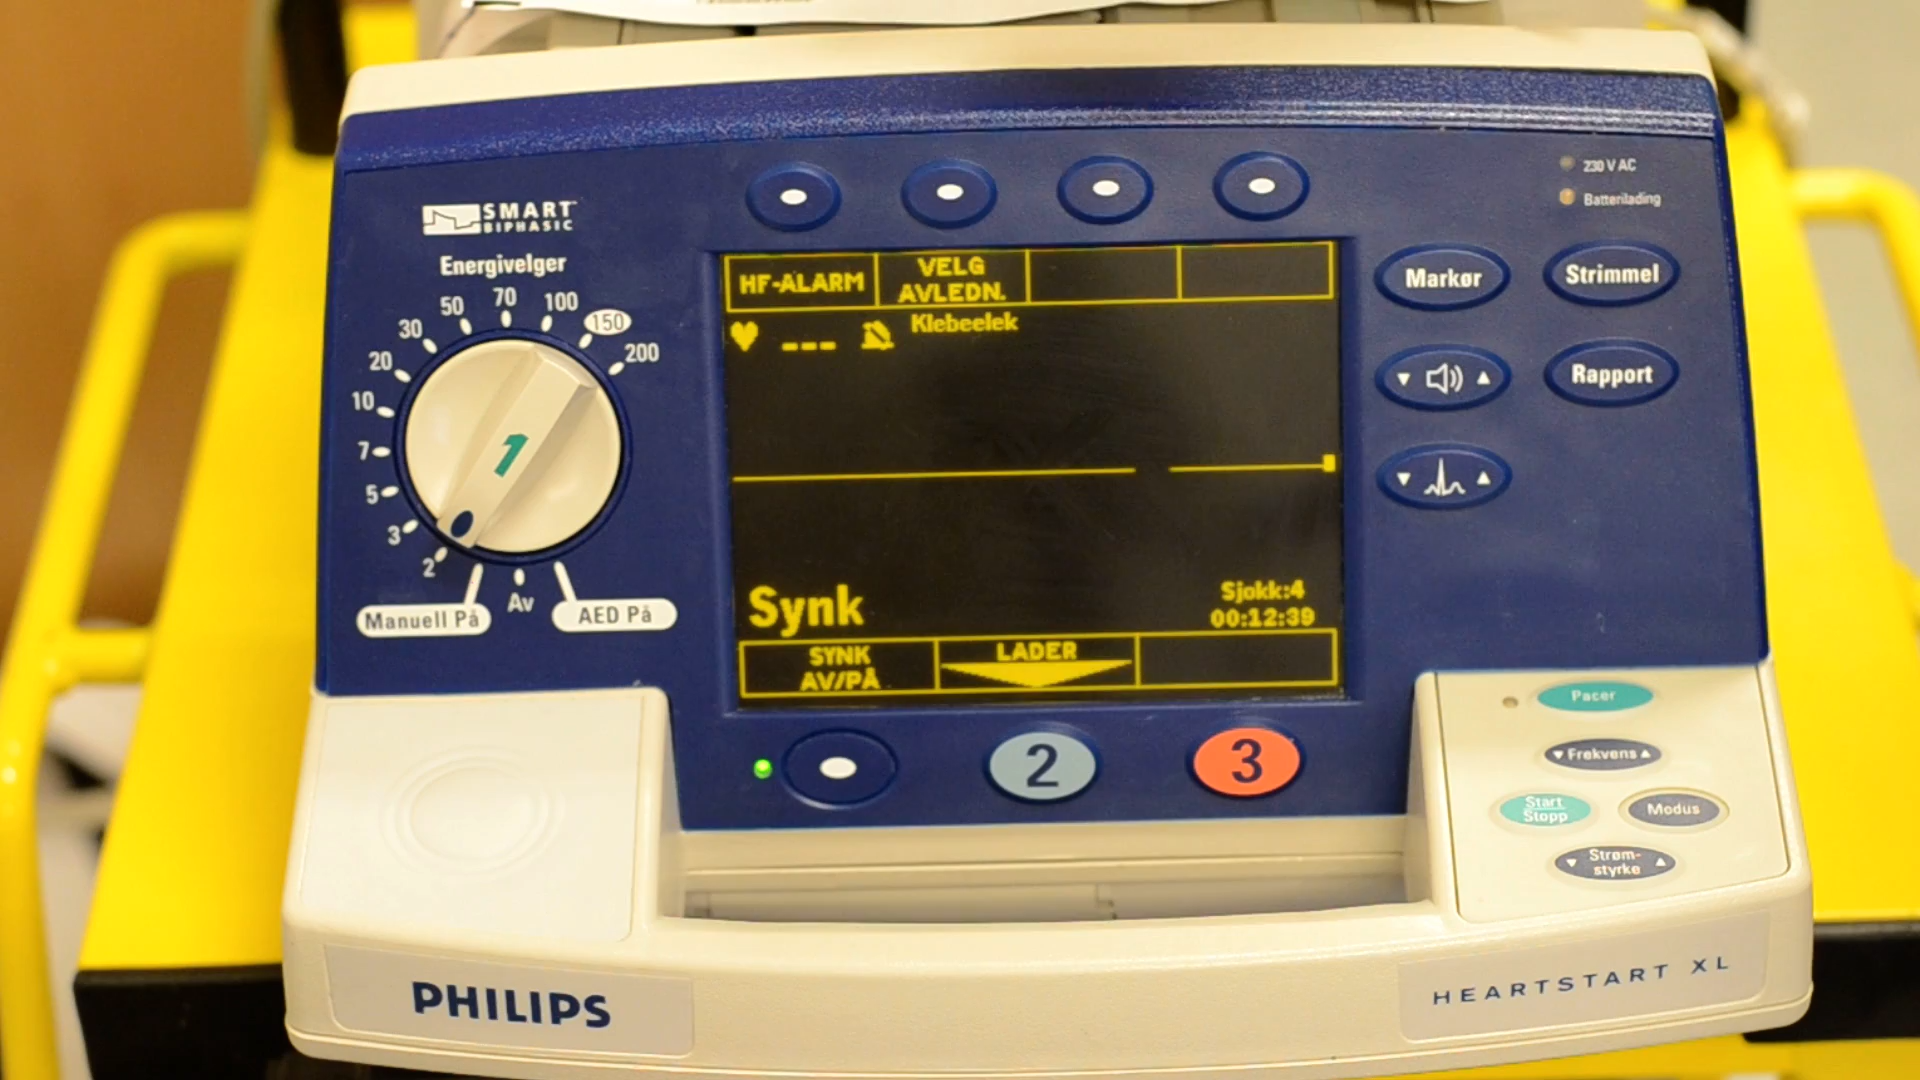 SMART
BIPHASIC
Energivelger
50 70 100
30 150
20 200
10
7
5
3
2
1
Manuell På Av AED På
HF-ALARM VELG
AVLEDN.
--- Klebeelek
Synk
Sjokk:4
00:12:39
SYNK
AV/PÅ
LADER
2 3
230 V AC
Batterilading
Markør Strimmel
Rapport
Pacer
Frekvens
Start
Stopp
Modus
Strøm-
styrke
PHILIPS
HEARTSTART XL